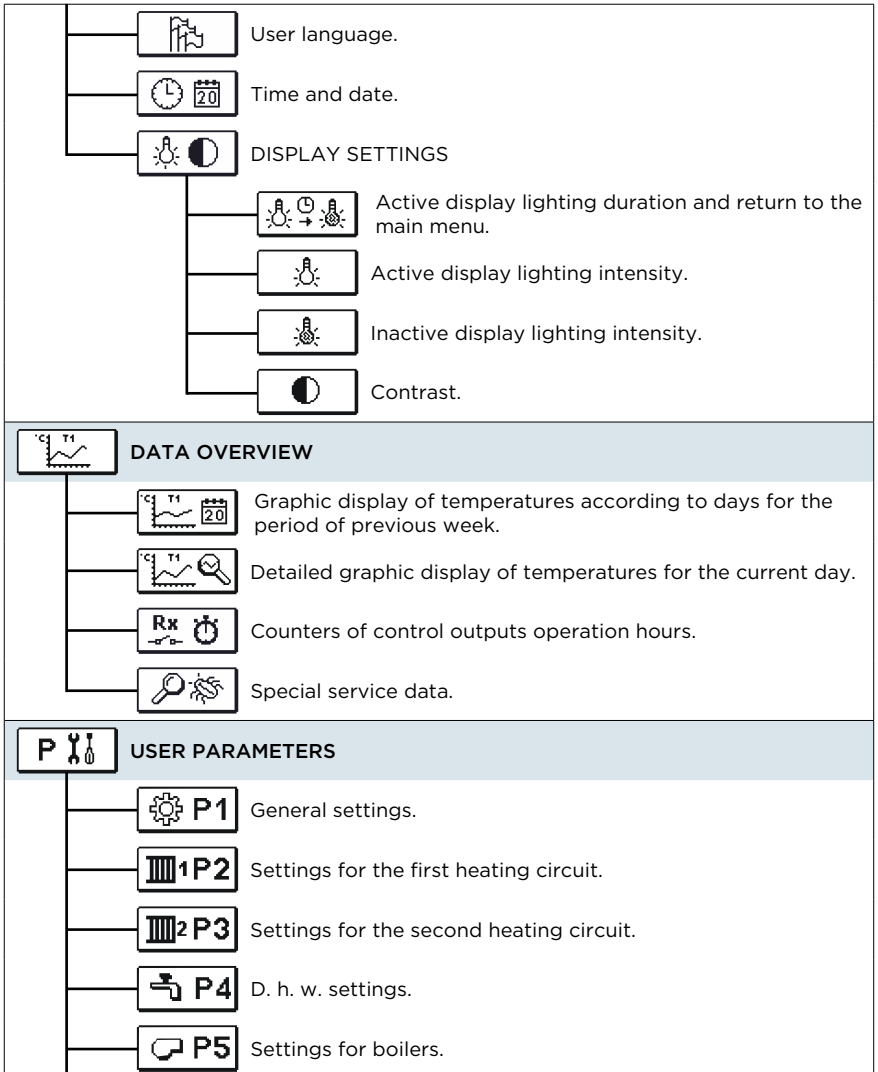 User language.
20
Time and date.
DISPLAY SETTINGS
Active display lighting duration and return to the
main menu.
Active display lighting intensity.
Inactive display lighting intensity.
Contrast.
°C T1
DATA OVERVIEW
°C T1 20
Graphic display of temperatures according to days for the
period of previous week.
°C T1
Detailed graphic display of temperatures for the current day.
Rx
Counters of control outputs operation hours.
Special service data.
P
USER PARAMETERS
P1
General settings.
1 P2
Settings for the first heating circuit.
2 P3
Settings for the second heating circuit.
P4
D. h. w. settings.
P5
Settings for boilers.